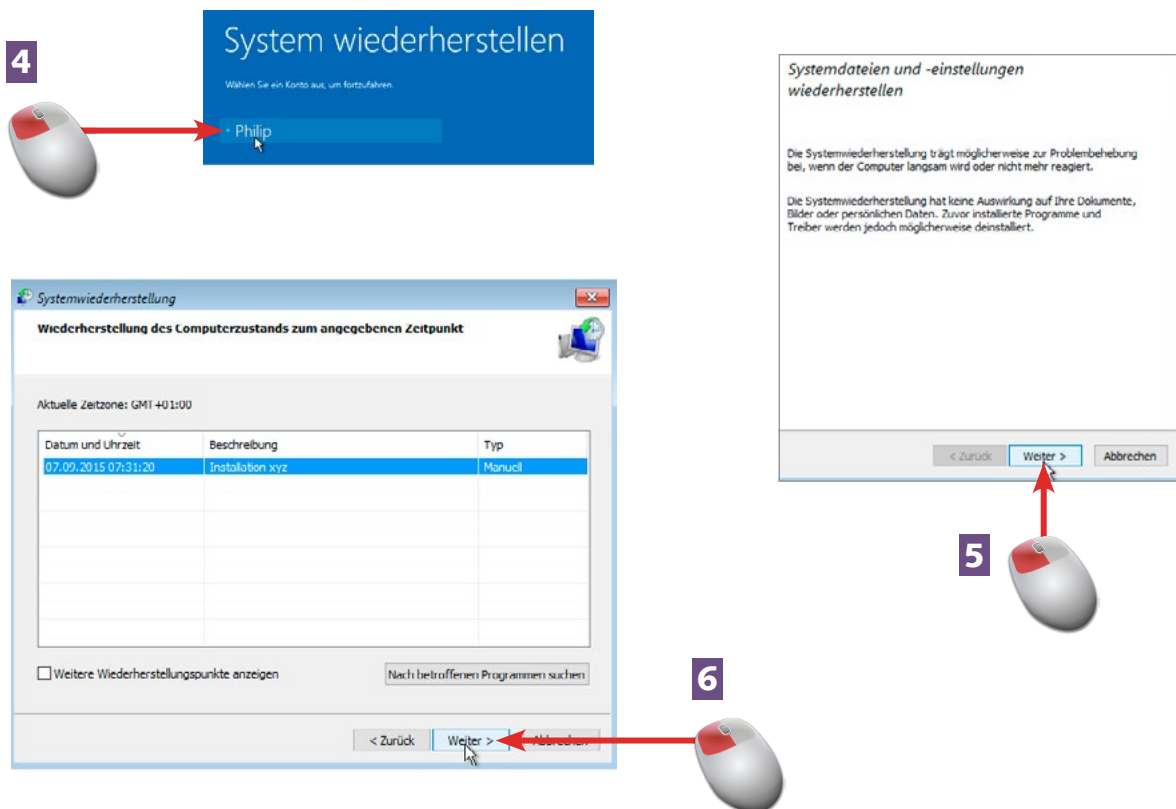 4
System wiederherstellen
Wählen Sie ein Konto aus, um fortzufahren.
Philip
Systemdateien und -einstellungen
wiederherstellen
Die Systemwiederherstellung trägt möglicherweise zur Problembehebung
bei, wenn der Computer langsam wird oder nicht mehr reagiert.
Die Systemwiederherstellung hat keine Auswirkung auf Ihre Dokumente,
Bilder oder persönlichen Daten. Zuvor installierte Programme und
Treiber werden jedoch möglicherweise deinstalliert.
< Zurück Weiter > Abbrechen
5
Systemwiederherstellung
Wiederherstellung des Computerzustands zum angegebenen Zeitpunkt
Aktuelle Zeitzone: GMT+01:00
Datum und Uhrzeit Beschreibung Typ
07.09.2015 07:31:20 Installation xyz Manuell
Weitere Wiederherstellungspunkte anzeigen Nach betroffenen Programmen suchen
< Zurück Weiter > Abbrechen
6